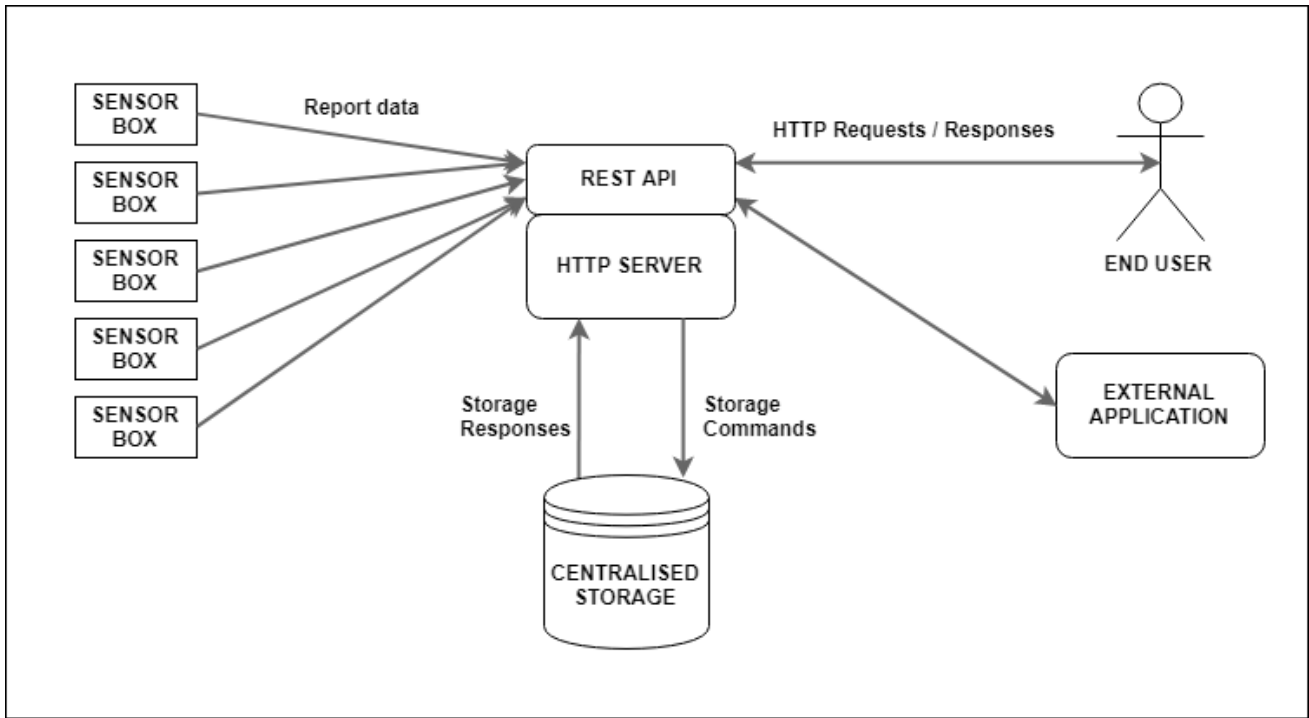 SENSOR
BOX
Report data
SENSOR
BOX
SENSOR
BOX
SENSOR
BOX
SENSOR
BOX
REST API
HTTP SERVER
HTTP Requests / Responses
END USER
EXTERNAL
APPLICATION
Storage
Responses
Storage
Commands
CENTRALISED
STORAGE